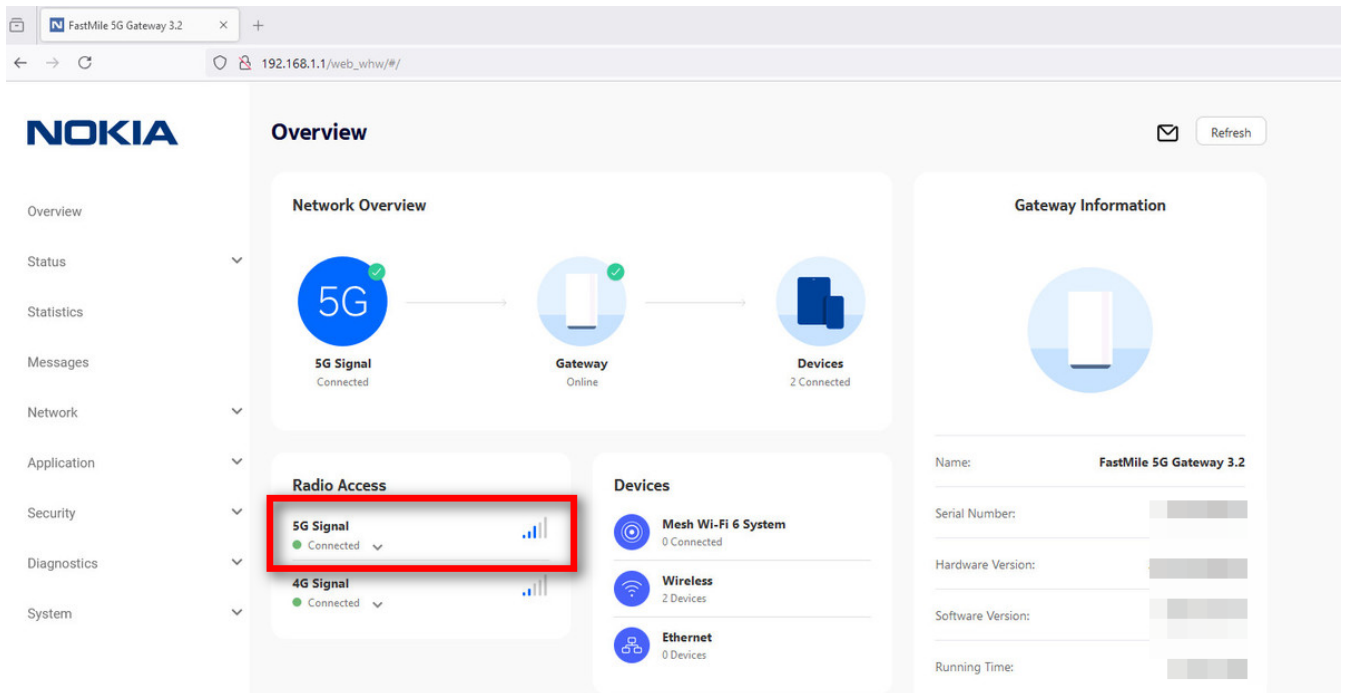 FastMile 5G Gateway 3.2
192.168.1.1/web_whw/#/
NOKIA
Overview
Status
Statistics
Messages
Network
Application
Security
Diagnostics
System
Overview
Refresh
Network Overview
5G
5G Signal
Connected
Gateway
Online
Devices
2 Connected
Radio Access
5G Signal
Connected
4G Signal
Connected
Devices
Mesh Wi-Fi 6 System
0 Connected
Wireless
2 Devices
Ethernet
0 Devices
Gateway Information
Name: FastMile 5G Gateway 3.2
Serial Number:
Hardware Version:
Software Version:
Running Time: